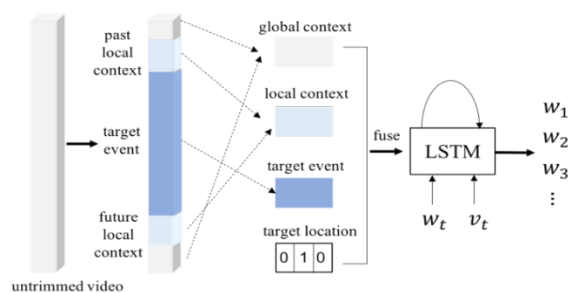 past
local
context
target
event
future
local
context
untrimmed video
global context
local context
target event
target location
0 1 0
fuse
LSTM
w_t
v_t
w_1
w_2
w_3
⋮